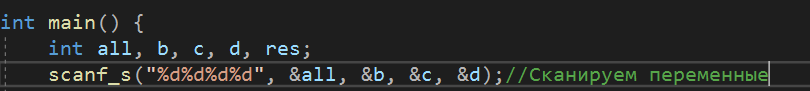 int main() {
int all, b, c, d, res;
scanf_s("%d%d%d%d", &all, &b, &c, &d);//Сканируем переменные